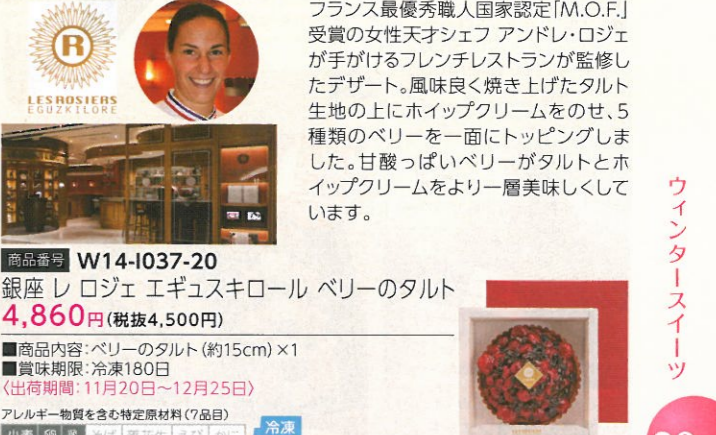 R
LES ROSIERS
EGUZKILORE
フランス最優秀職人国家認定「M.O.F.」
受賞の女性天才シェフ アンドレ・ロジェ
が手がけるフレンチレストランが監修し
たデザート。風味良く焼き上げたタルト
生地の上にホイップクリームをのせ、5
種類のベリーを一面にトッピングしま
した。甘酸っぱいベリーがタルトとホ
イップクリームをより一層美味しくして
います。
ウィンタースイーツ
商品番号 W14-I037-20
銀座 レ ロジェ エギュスキロール ベリーのタルト
4,860円(税抜4,500円)
■商品内容:ベリーのタルト(約15cm)×1
■賞味期限:冷凍180日
〈出荷期間:11月20日〜12月25日〉
アレルギー物質を含む特定原材料(7品目)
小麦 卵 乳 そば 落花生 えび かに
冷凍